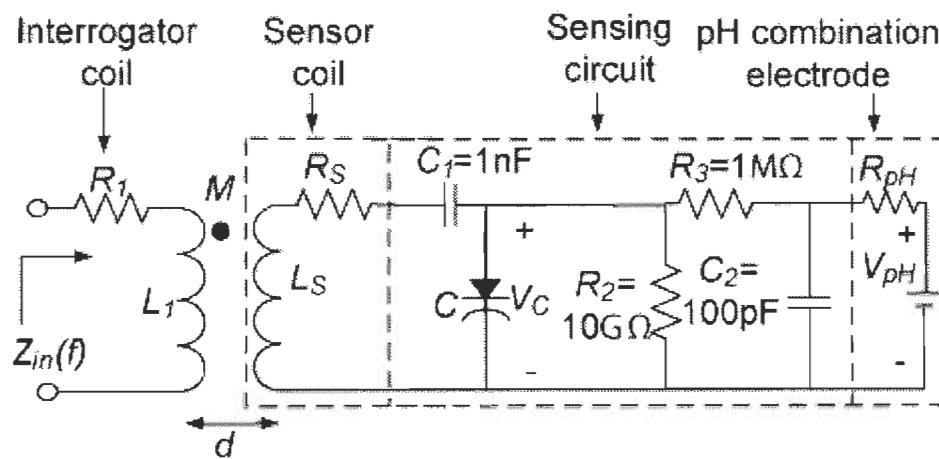 Interrogator
coil
Sensor
coil
Sensing
circuit
pH combination
electrode
R1
M
RS
C1=1nF
R3=1MΩ
RpH
L1
LS
+
C
VC
-
R2=
10GΩ
C2=
100pF
+
VpH
-
Zin(f)
d